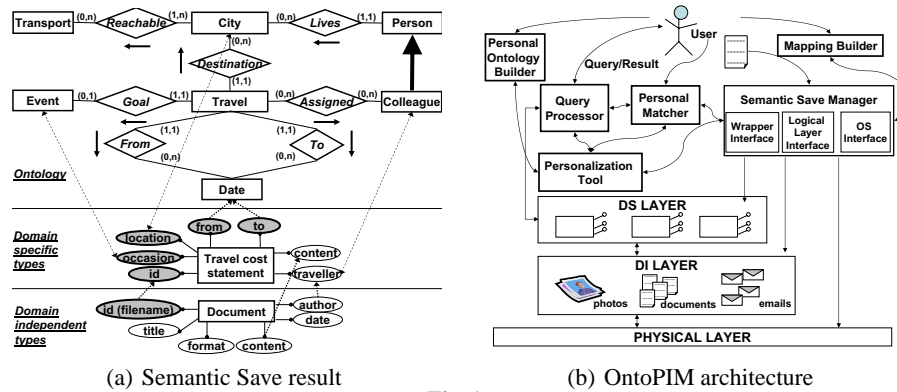 Transport (0,n) Reachable (1,n) City (0,n) Lives (1,1) Person
(0,n)
Destination
(1,1)
Event (0,1) Goal (1,1) Travel (0,n) Assigned (0,n) Colleague
(1,1) (1,1)
From To
(0,n) (0,n)
Ontology
Date
Domain
specific
types
from to
location
occasion
id
Travel cost
statement
content
traveller
Domain
independent
types
id (filename)
title
Document
author
date
format content
(a) Semantic Save result
User
Personal
Ontology
Builder
Query/Result
Mapping Builder
Query
Processor
Personal
Matcher
Semantic Save Manager
Wrapper
Interface
Logical
Layer
Interface
OS
Interface
Personalization
Tool
DS LAYER
DI LAYER
photos documents emails
PHYSICAL LAYER
(b) OntoPIM architecture